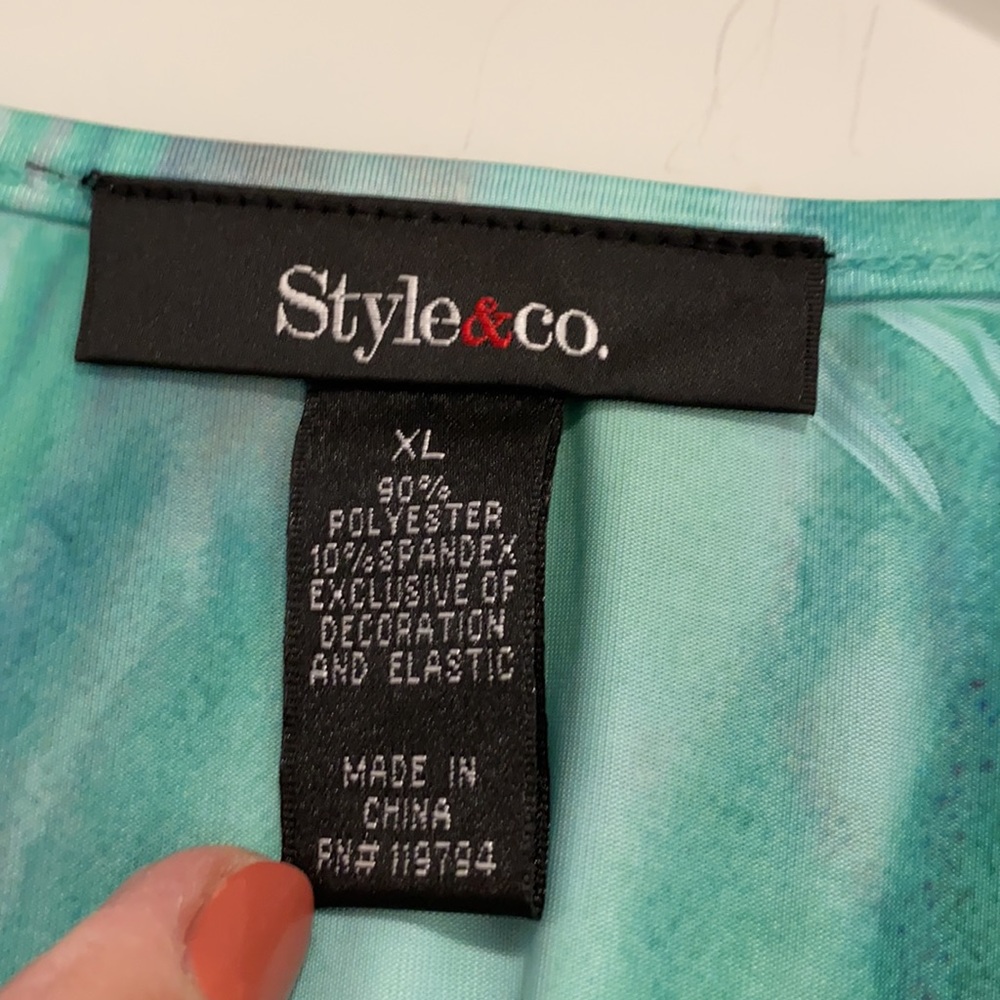 Style&co.
XL
90%
POLYESTER
10%SPANDEX
EXCLUSIVE OF
DECORATION
AND ELASTIC
MADE IN
CHINA
RN# 119794